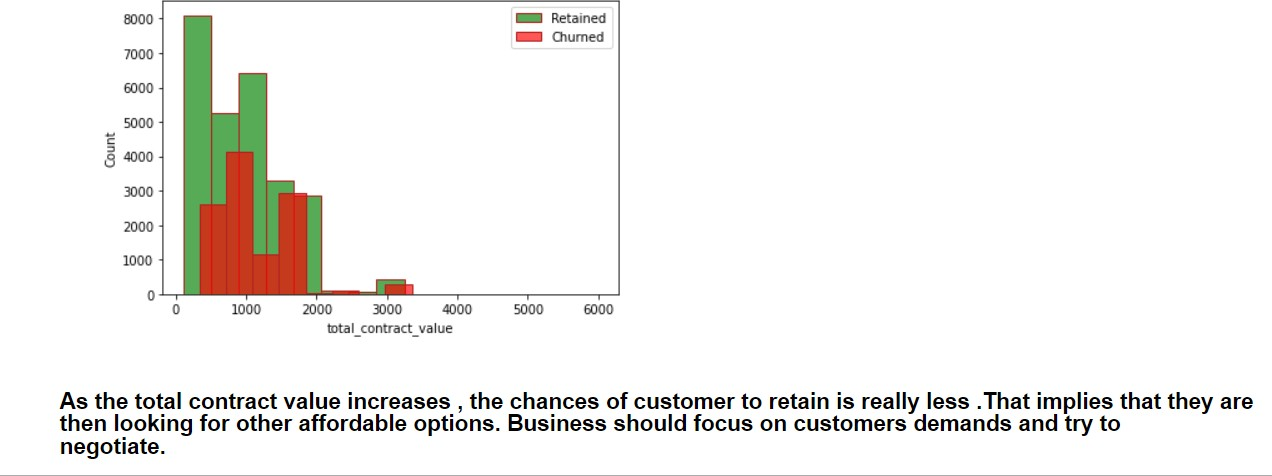 8000
7000
6000
5000
4000
3000
2000
1000
0
Count
Retained
Churned
0 1000 2000 3000 4000 5000 6000
total_contract_value
As the total contract value increases , the chances of customer to retain is really less .That implies that they are
then looking for other affordable options. Business should focus on customers demands and try to
negotiate.